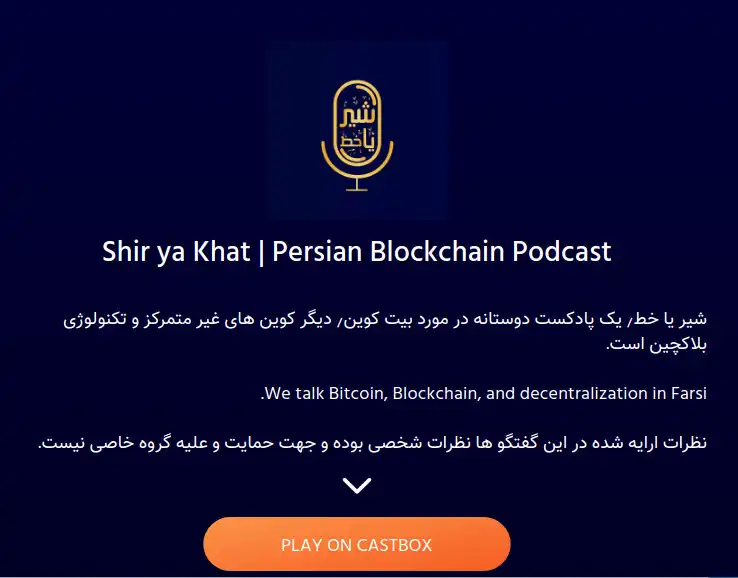 شیر
یا خط
Shir ya Khat | Persian Blockchain Podcast
شیر یا خط٫ یک پادکست دوستانه در مورد بیت کوین٫ دیگر کوین های غیر متمرکز و تکنولوژی
بلاکچین است.
.We talk Bitcoin, Blockchain, and decentralization in Farsi
نظرات ارایه شده در این گفتگو ها نظرات شخصی بوده و جهت حمایت و علیه گروه خاصی نیست.
PLAY ON CASTBOX